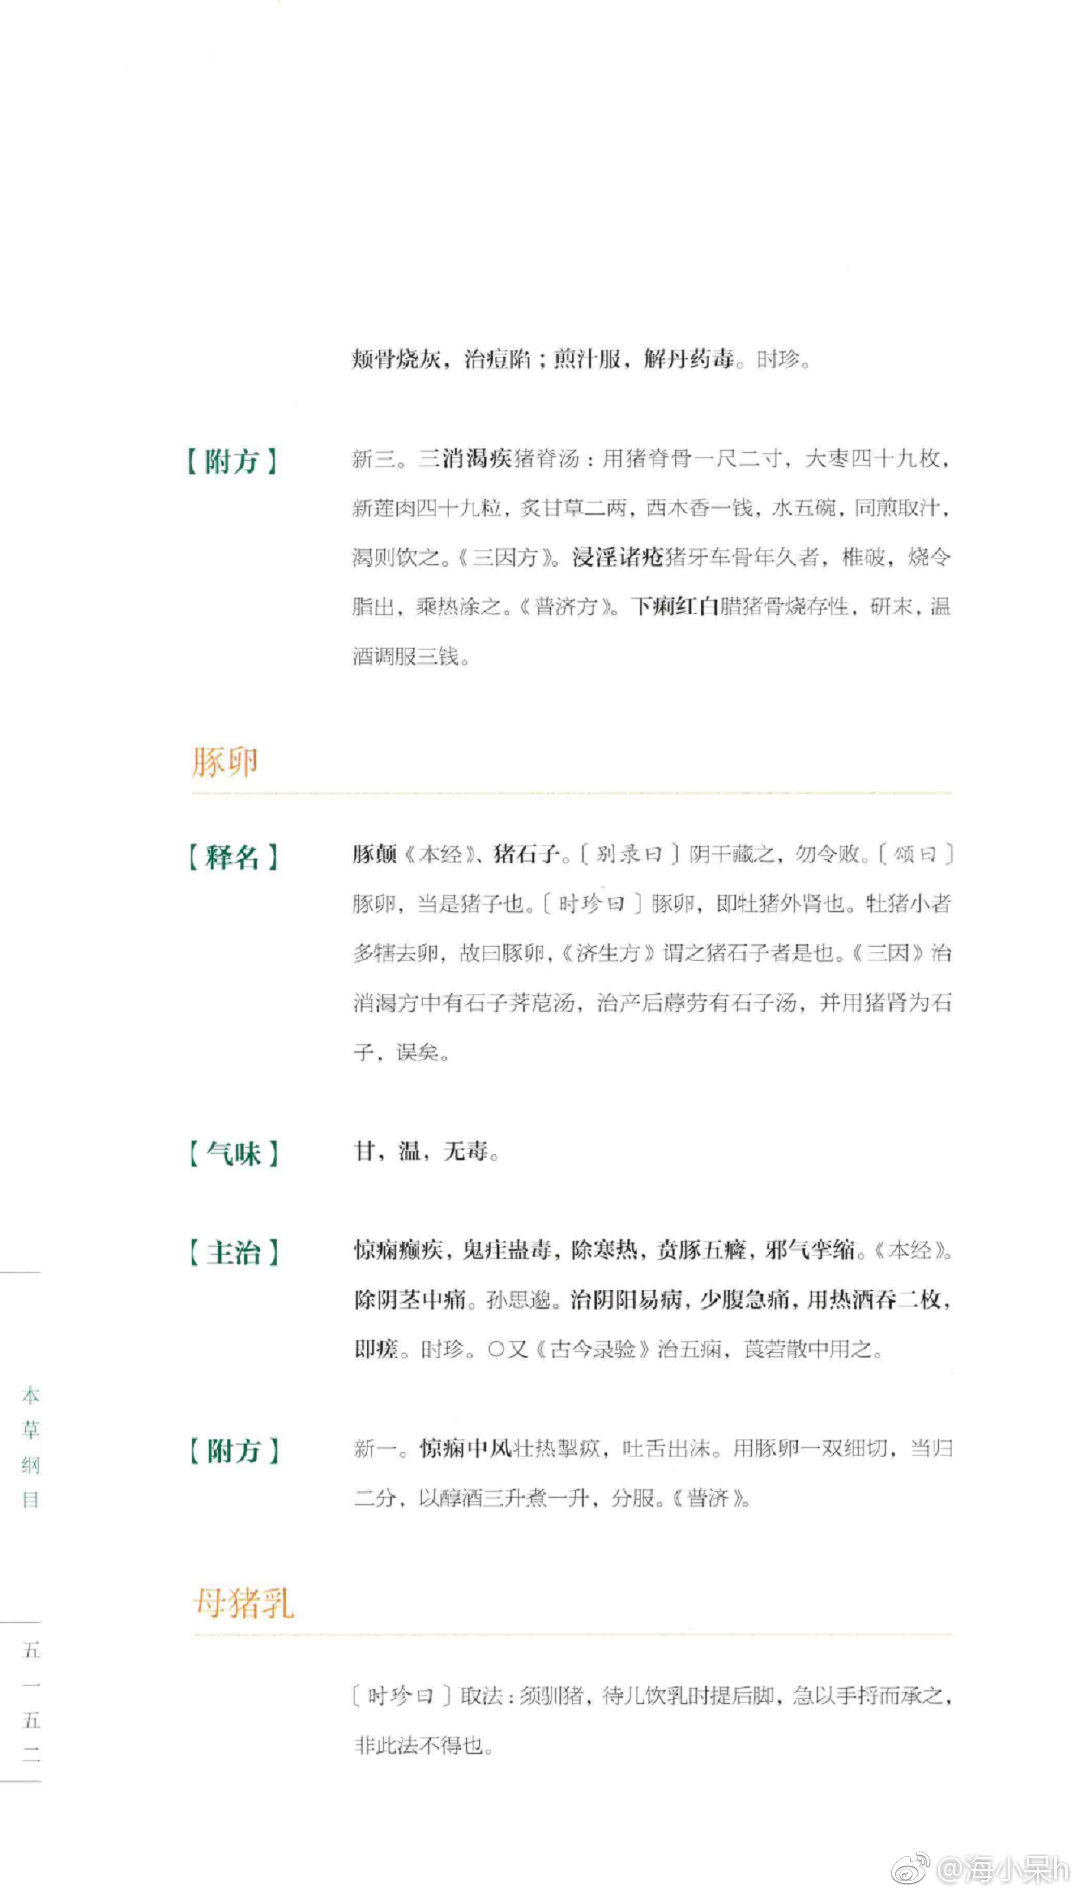 颊骨烧灰，治痘陷；煎汁服，解丹药毒。时珍。
【附方】 新三。三消渴疾猪脊汤：用猪脊骨一尺二寸，大枣四十九枚，
新莲肉四十九粒，炙甘草二两，西木香一钱，水五碗，同煎取汁，
渴则饮之。《三因方》。浸淫诸疮猪牙车骨年久者，椎破，烧令
脂出，乘热涂之。《普济方》。下痢红白腊猪骨烧存性，研末，温
酒调服三钱。
豚卵
【释名】 豚颠《本经》、猪石子。〔别录曰〕阴干藏之，勿令败。〔颂曰〕
豚卵，当是猪子也。〔时珍曰〕豚卵，即牡猪外肾也。牡猪小者
多犗去卵，故曰豚卵，《济生方》谓之猪石子者是也。《三因》治
消渴方中有石子荠苨汤，治产后蓐劳有石子汤，并用猪肾为石
子，误矣。
【气味】 甘，温，无毒。
【主治】 惊痫癫疾，鬼疰蛊毒，除寒热，贲豚五癃，邪气挛缩。《本经》。
除阴茎中痛。孙思邈。治阴阳易病，少腹急痛，用热酒吞二枚，
即瘥。时珍。○又《古今录验》治五痫，莨菪散中用之。
【附方】 新一。惊痫中风壮热掣疭，吐舌出沫。用豚卵一双细切，当归
二分，以醇酒三升煮一升，分服。《普济》。
母猪乳
〔时珍曰〕取法：须驯猪，待儿饮乳时提后脚，急以手捋而承之，
非此法不得也。
本草纲目
五一五二
@海小呆h